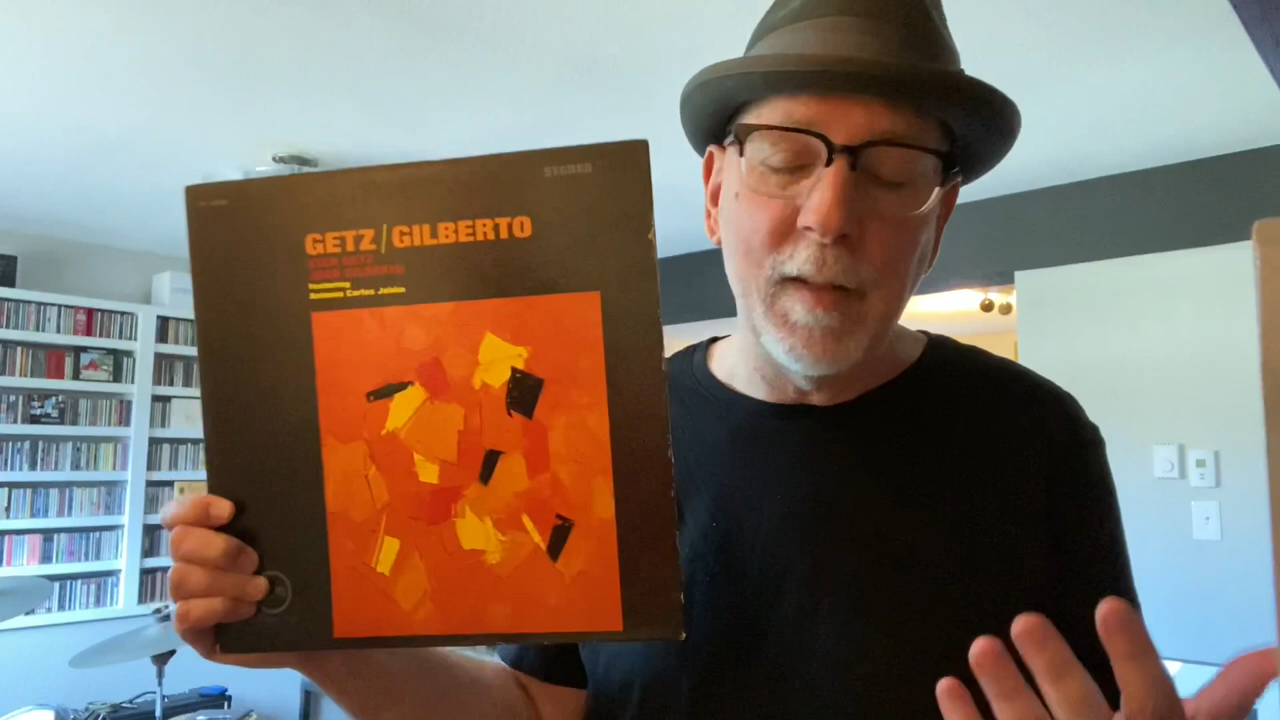 STEREO
GETZ/GILBERTO
STAN GETZ
JOAO GILBERTO
featuring
Antonio Carlos Jobim